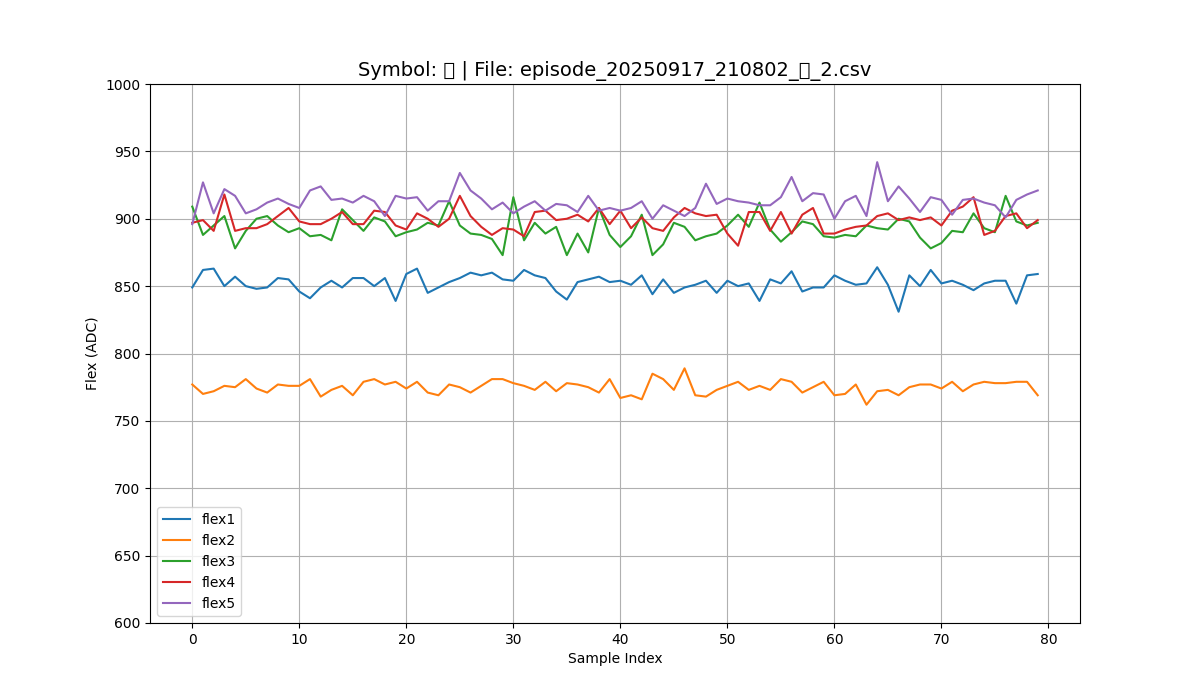 Symbol: | File: episode_20250917_210802_ _2.csv
1000
950
900
850
800
750
700
650
600
Flex (ADC)
flex1
flex2
flex3
flex4
flex5
0 10 20 30 40 50 60 70 80
Sample Index